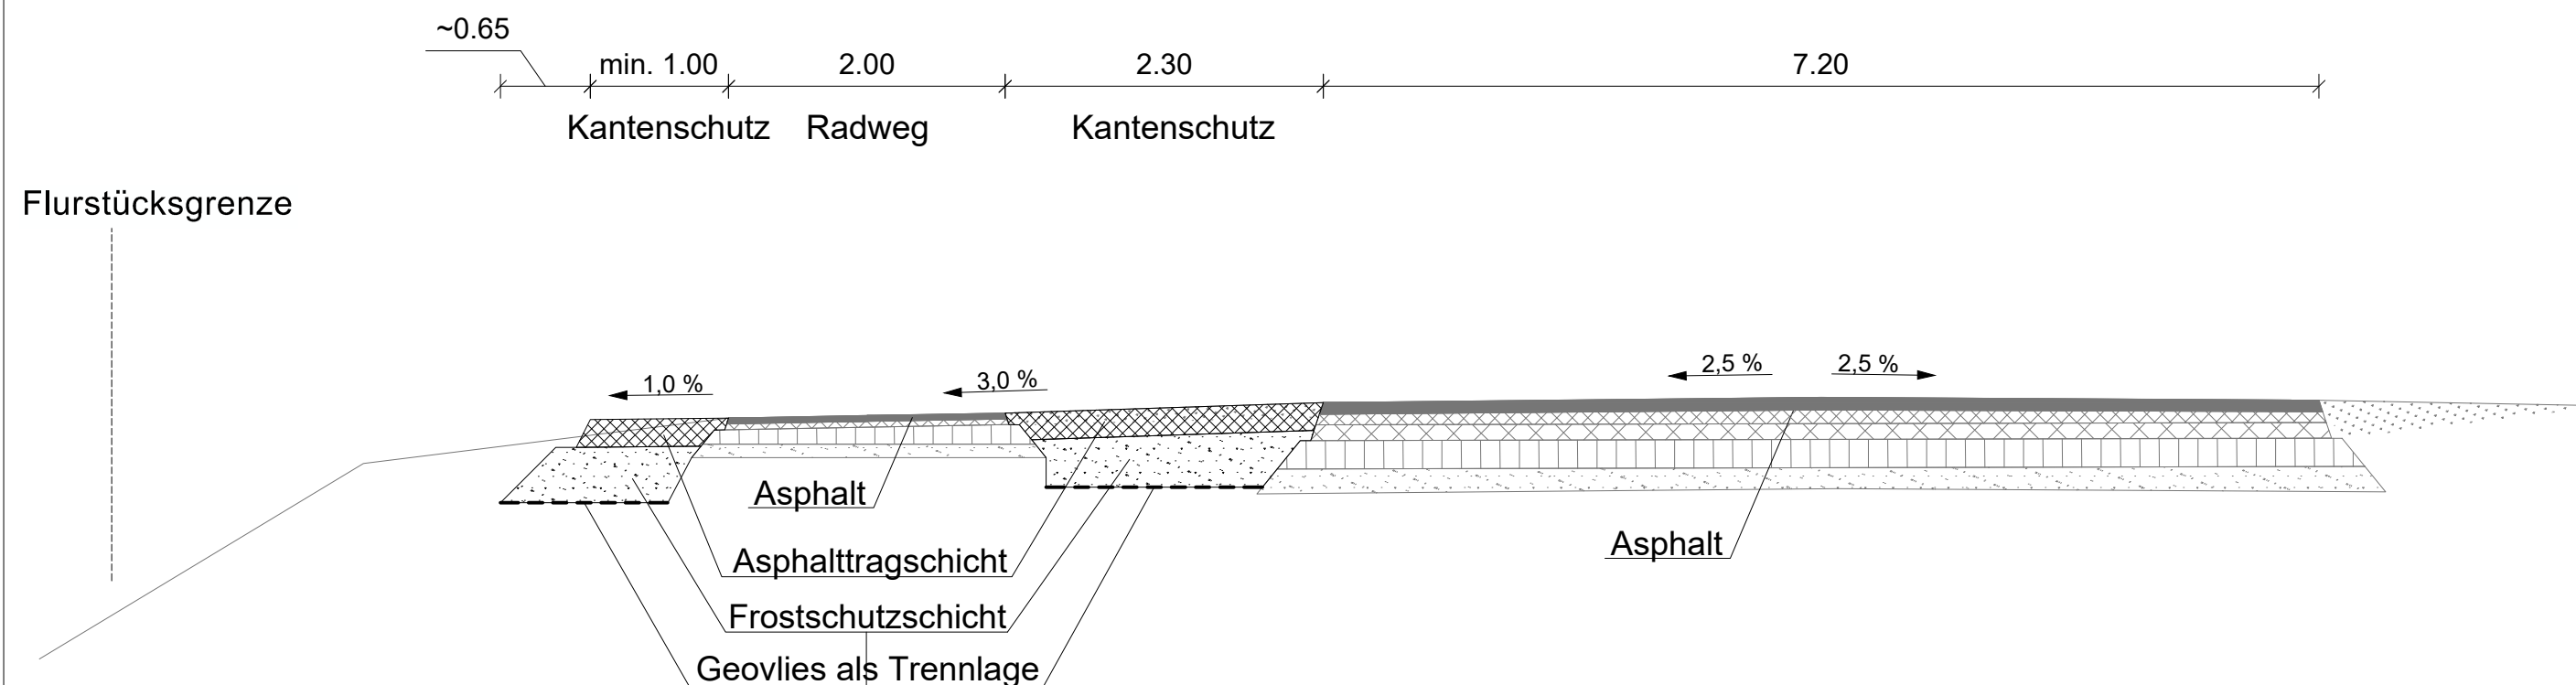 ~0.65
min. 1.00 2.00 2.30 7.20
Kantenschutz Radweg Kantenschutz
Flurstücksgrenze
1,0 % 3,0 % 2,5 % 2,5 %
Asphalt
Asphalt
Asphalttragschicht
Frostschutzschicht
Geovlies als Trennlage